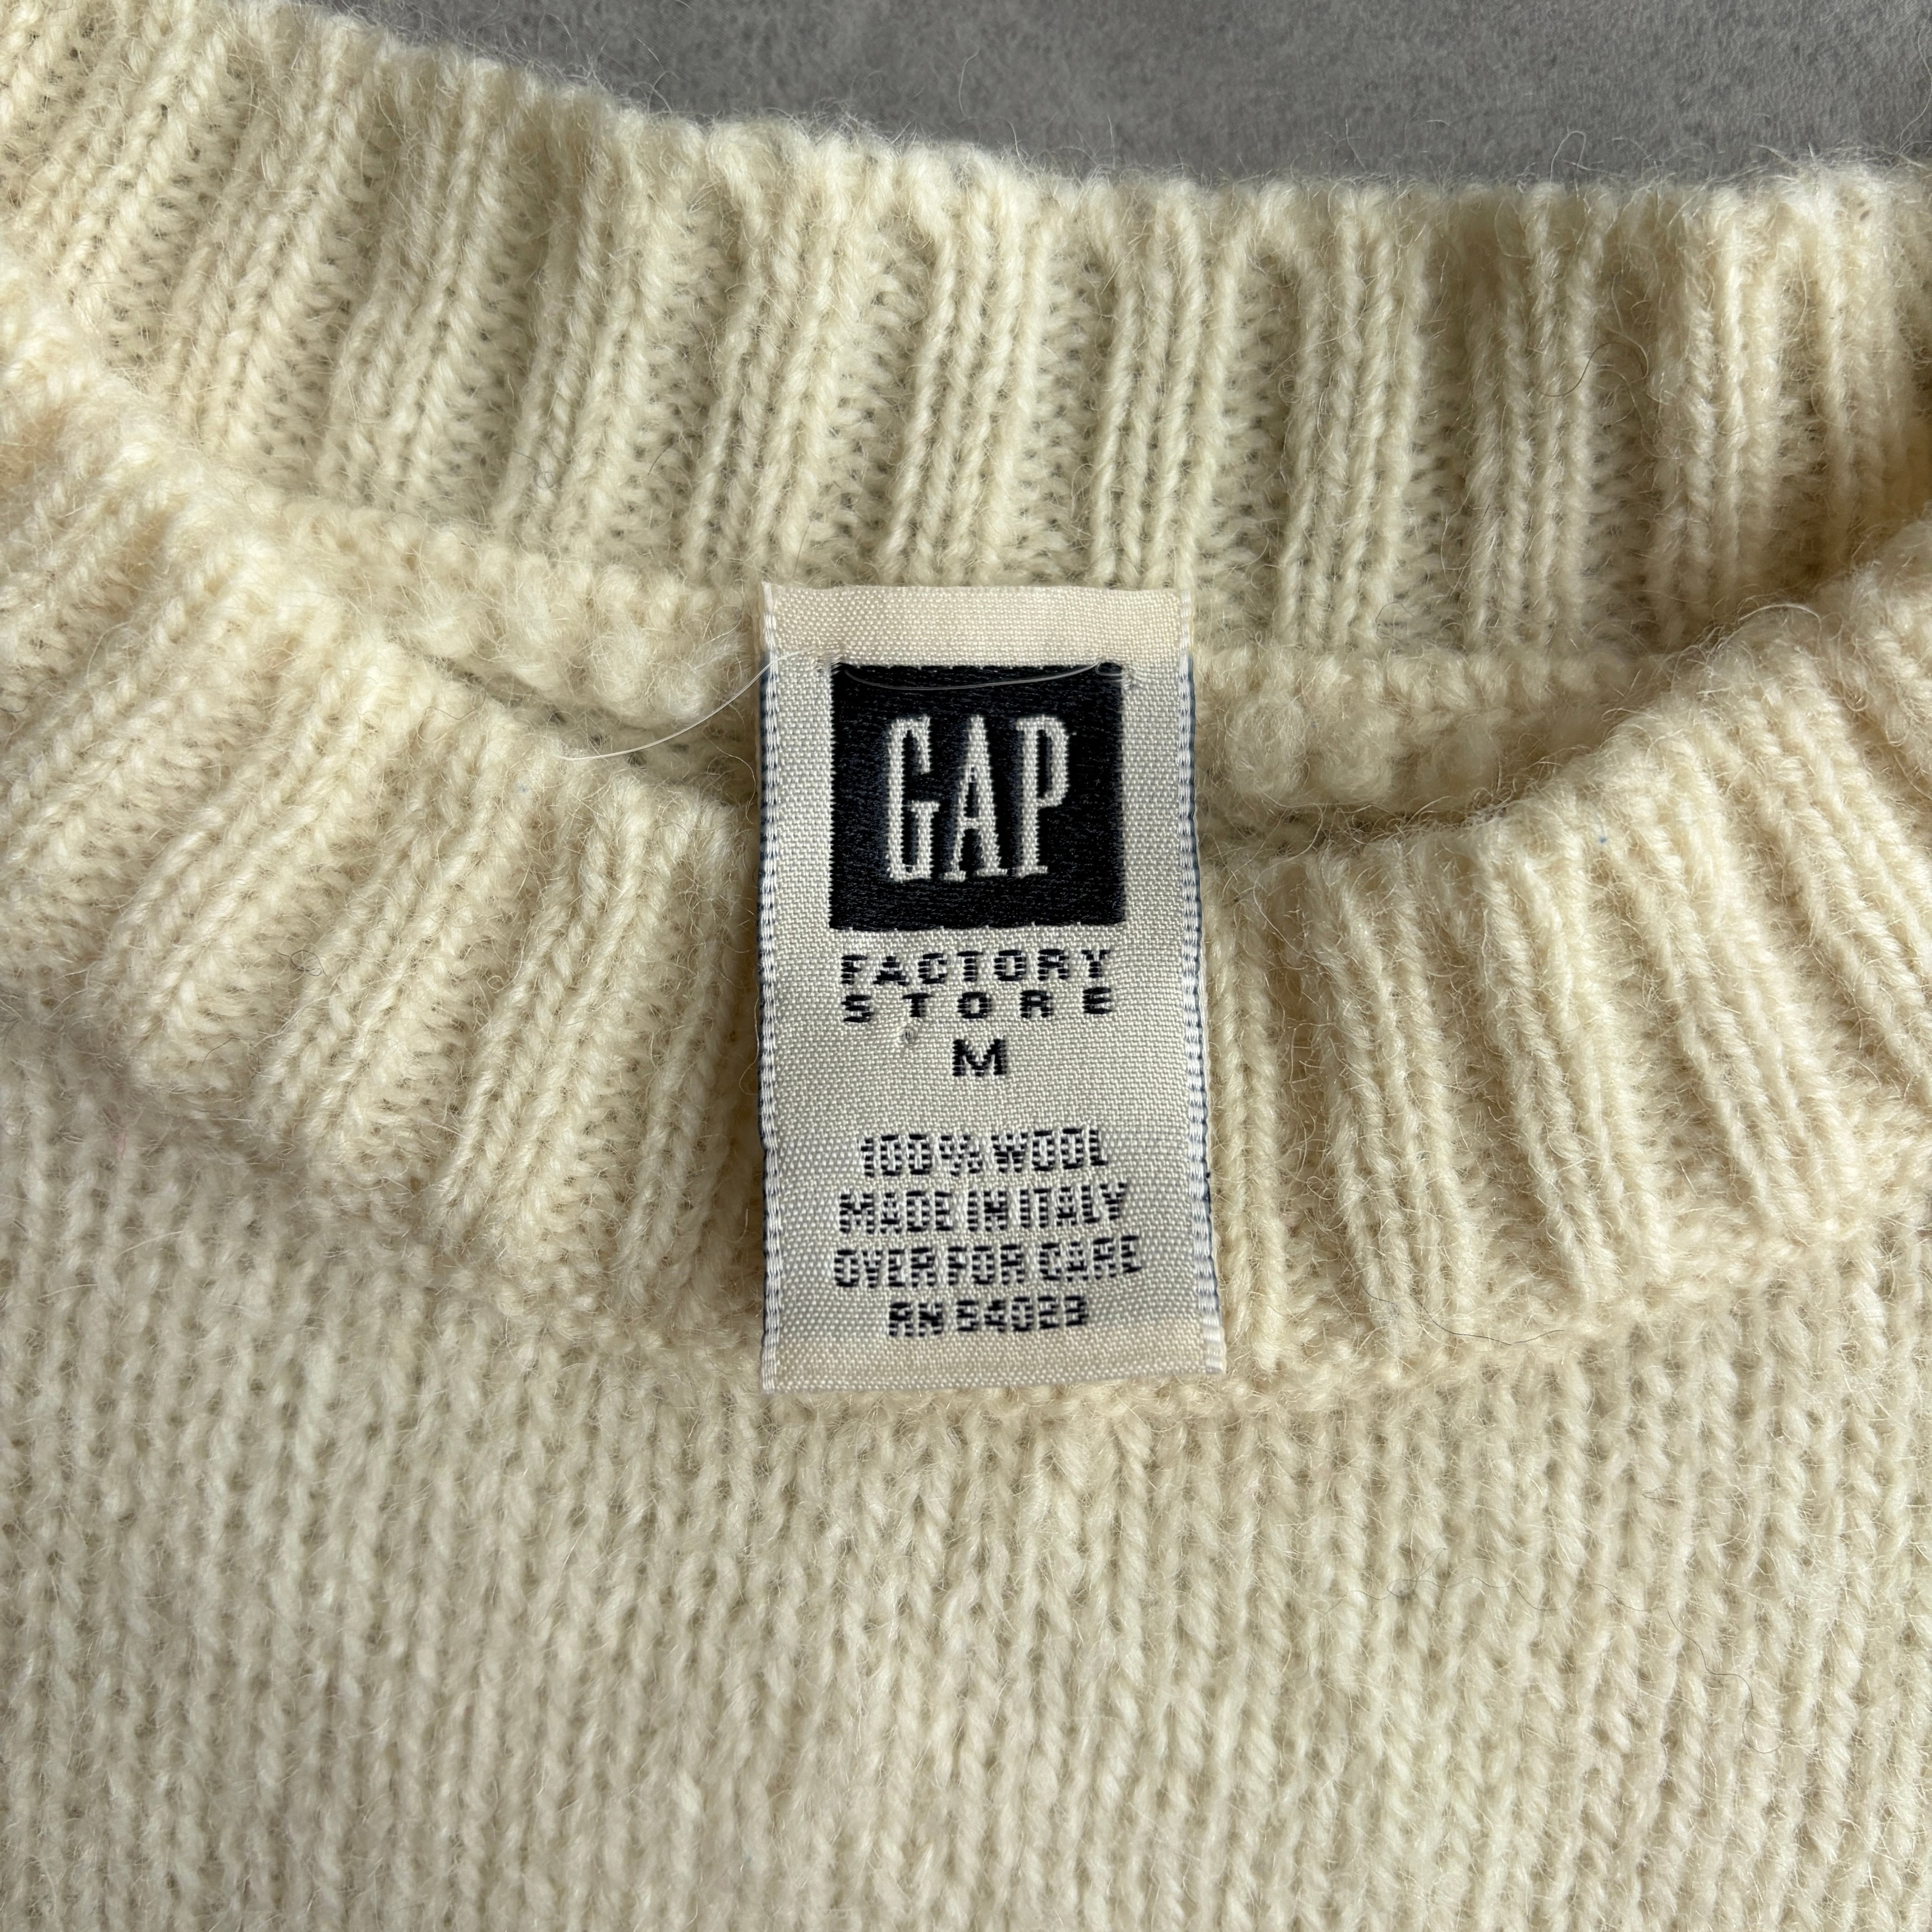 GAP
FACTORY
STORE
M
100% WOOL
MADE IN ITALY
OVER FOR CARE
RN 54023